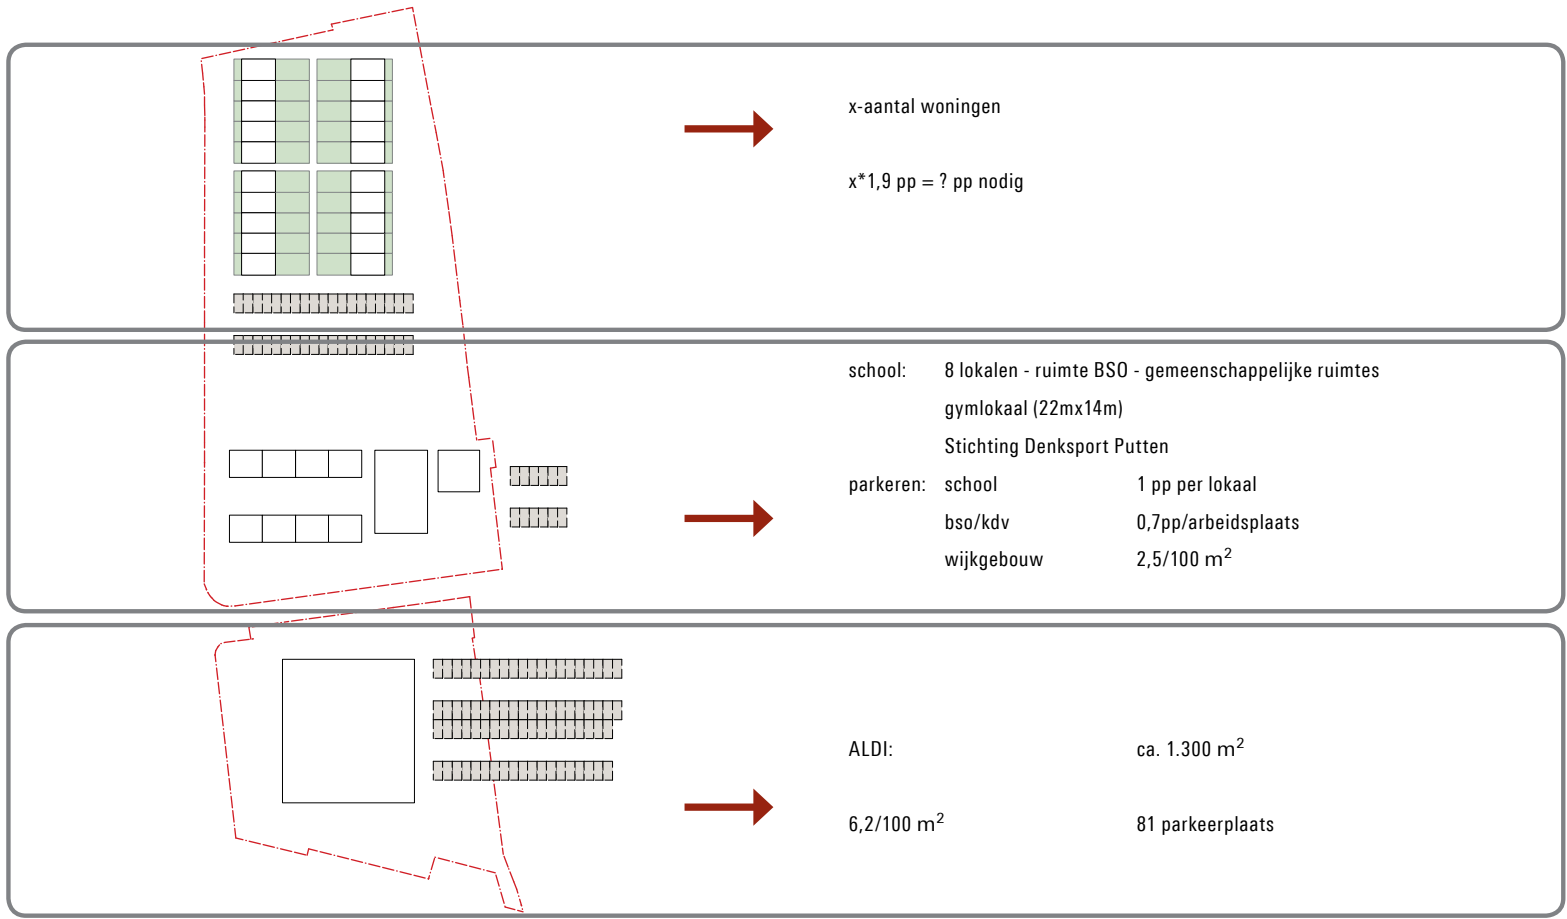 x-aantal woningen
x*1,9 pp = ? pp nodig
school: 8 lokalen - ruimte BSO - gemeenschappelijke ruimtes
gymlokaal (22mx14m)
Stichting Denksport Putten
parkeren: school 1 pp per lokaal
bso/kdv 0,7pp/arbeidsplaats
wijkgebouw 2,5/100 m²
ALDI: ca. 1.300 m²
6,2/100 m² 81 parkeerplaats